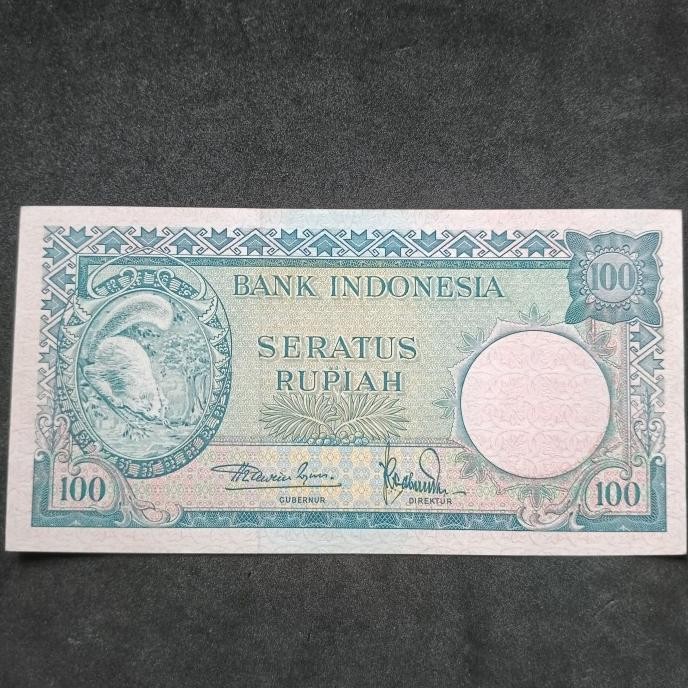 100
BANK INDONESIA
SERATUS
RUPIAH
100
GUBERNUR
DIREKTUR
100